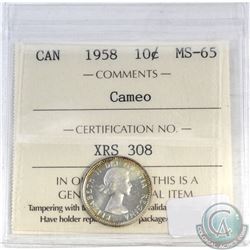 CAN 1958 10¢ MS-65
COMMENTS
Cameo
CERTIFICATION NO.
XRS 308
IN O THIS IS A
GEN AL ITEM
Tampering with
Have holder package